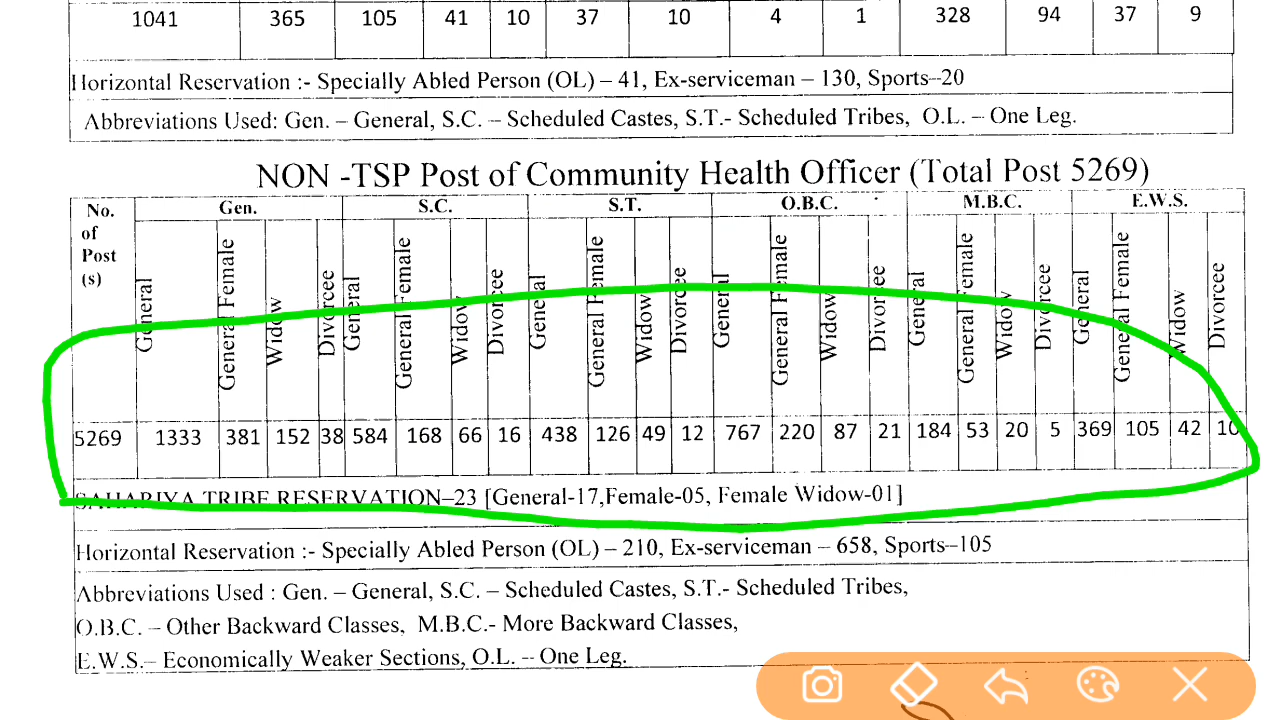 1041 365 105 41 10 37 10 4 1 328 94 37 9
Horizontal Reservation :- Specially Abled Person (OL) – 41, Ex-serviceman – 130, Sports–20
Abbreviations Used: Gen. – General, S.C. – Scheduled Castes, S.T.- Scheduled Tribes, O.L. – One Leg.
NON -TSP Post of Community Health Officer (Total Post 5269)
No. of Post (s) Gen. S.C. S.T. O.B.C. M.B.C. E.W.S.
General General Female Widow Divorcee General General Female Widow Divorcee General General Female Widow Divorcee General General Female Widow Divorcee General General Female Widow Divorcee General General Female Widow Divorcee
5269 1333 381 152 38 584 168 66 16 438 126 49 12 767 220 87 21 184 53 20 5 369 105 42 10
SAHARIYA TRIBE RESERVATION–23 [General-17,Female-05, Female Widow-01]
Horizontal Reservation :- Specially Abled Person (OL) – 210, Ex-serviceman – 658, Sports–105
Abbreviations Used : Gen. – General, S.C. – Scheduled Castes, S.T.- Scheduled Tribes,
O.B.C. – Other Backward Classes, M.B.C.- More Backward Classes,
E.W.S.– Economically Weaker Sections, O.L. – One Leg.